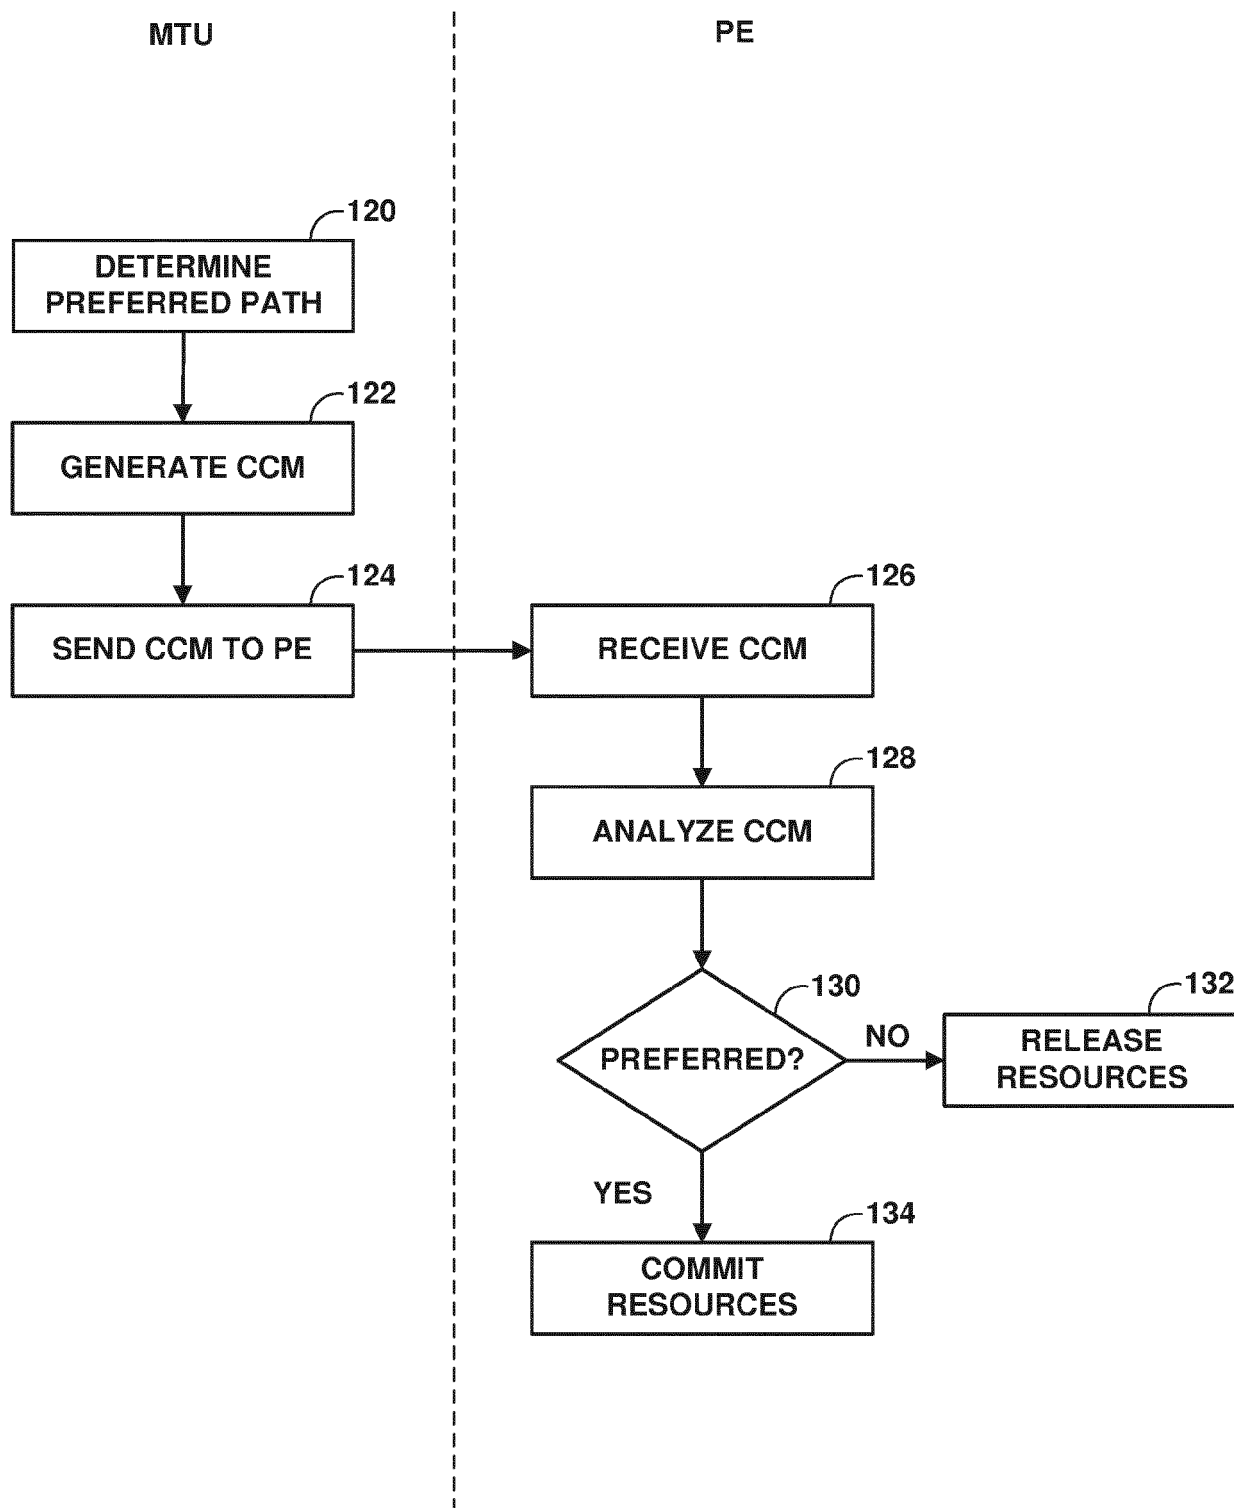 MTU
PE
120
DETERMINE
PREFERRED PATH
122
GENERATE CCM
124
SEND CCM TO PE
126
RECEIVE CCM
128
ANALYZE CCM
130
PREFERRED?
NO
132
RELEASE
RESOURCES
YES
134
COMMIT
RESOURCES